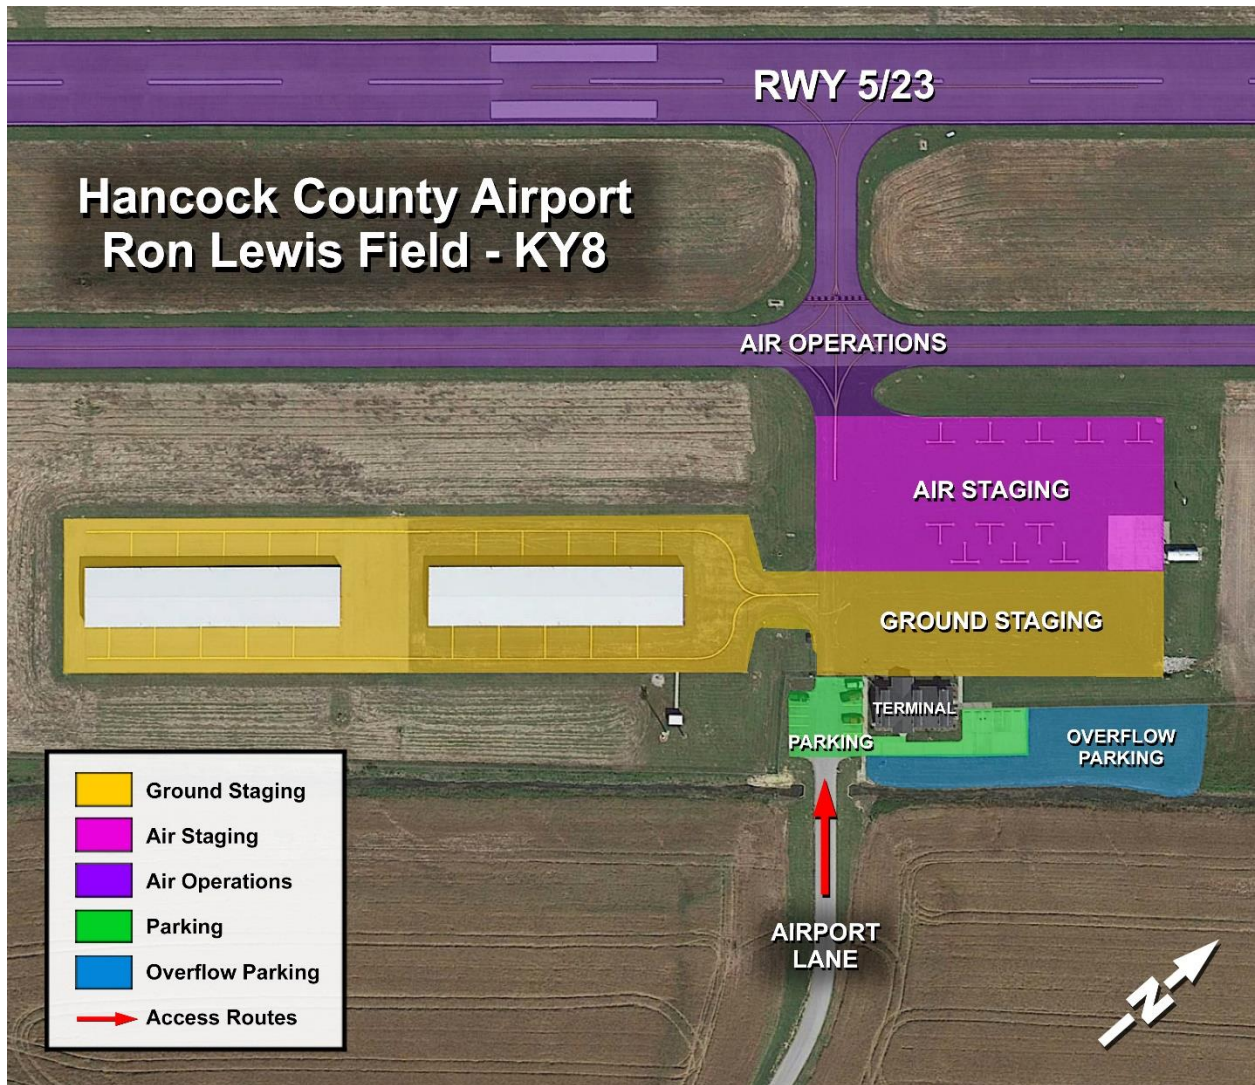 RWY 5/23
Hancock County Airport
Ron Lewis Field - KY8
AIR OPERATIONS
AIR STAGING
GROUND STAGING
TERMINAL
PARKING
OVERFLOW
PARKING
Ground Staging
Air Staging
Air Operations
Parking
Overflow Parking
Access Routes
AIRPORT
LANE
N